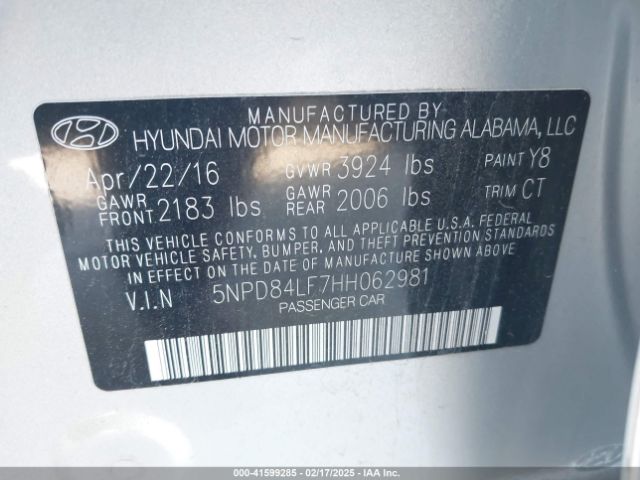 MANUFACTURED BY
HYUNDAI MOTOR MANUFACTURING ALABAMA, LLC
Apr/22/16 GVWR 3924 lbs PAINT Y8
GAWR FRONT 2183 lbs GAWR REAR 2006 lbs TRIM CT
THIS VEHICLE CONFORMS TO ALL APPLICABLE U.S.A. FEDERAL
MOTOR VEHICLE SAFETY, BUMPER, AND THEFT PREVENTION STANDARDS
IN EFFECT ON THE DATE OF MANUFACTURE SHOWN ABOVE.
V.I.N 5NPD84LF7HH062981
PASSENGER CAR
000-41599285 - 02/17/2025 - IAA Inc.